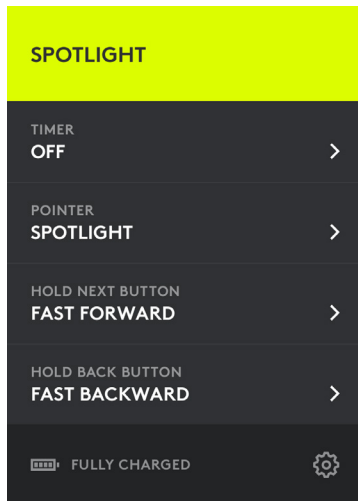 SPOTLIGHT
TIMER
OFF
POINTER
SPOTLIGHT
HOLD NEXT BUTTON
FAST FORWARD
HOLD BACK BUTTON
FAST BACKWARD
FULLY CHARGED